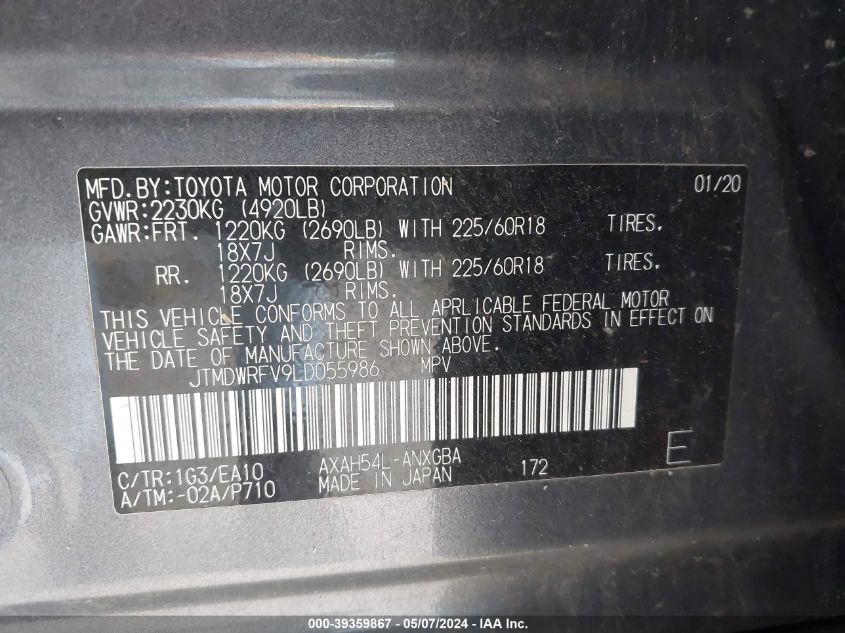 MFD.BY:TOYOTA MOTOR CORPORATION 01/20
GVWR:2230KG (4920LB)
GAWR:FRT. 1220KG (2690LB) WITH 225/60R18 TIRES.
18X7J RIMS.
RR. 1220KG (2690LB) WITH 225/60R18 TIRES.
18X7J RIMS.
THIS VEHICLE CONFORMS TO ALL APPLICABLE FEDERAL MOTOR
VEHICLE SAFETY AND THEFT PREVENTION STANDARDS IN EFFECT ON
THE DATE OF MANUFACTURE SHOWN ABOVE.
JTMDWRFV9LD055986 MPV
C/TR:1G3/EA10 AXAH54L-ANXGBA E
A/TM:-02A/P710 MADE IN JAPAN 172
000-39359867 — 05/07/2024 — IAA Inc.